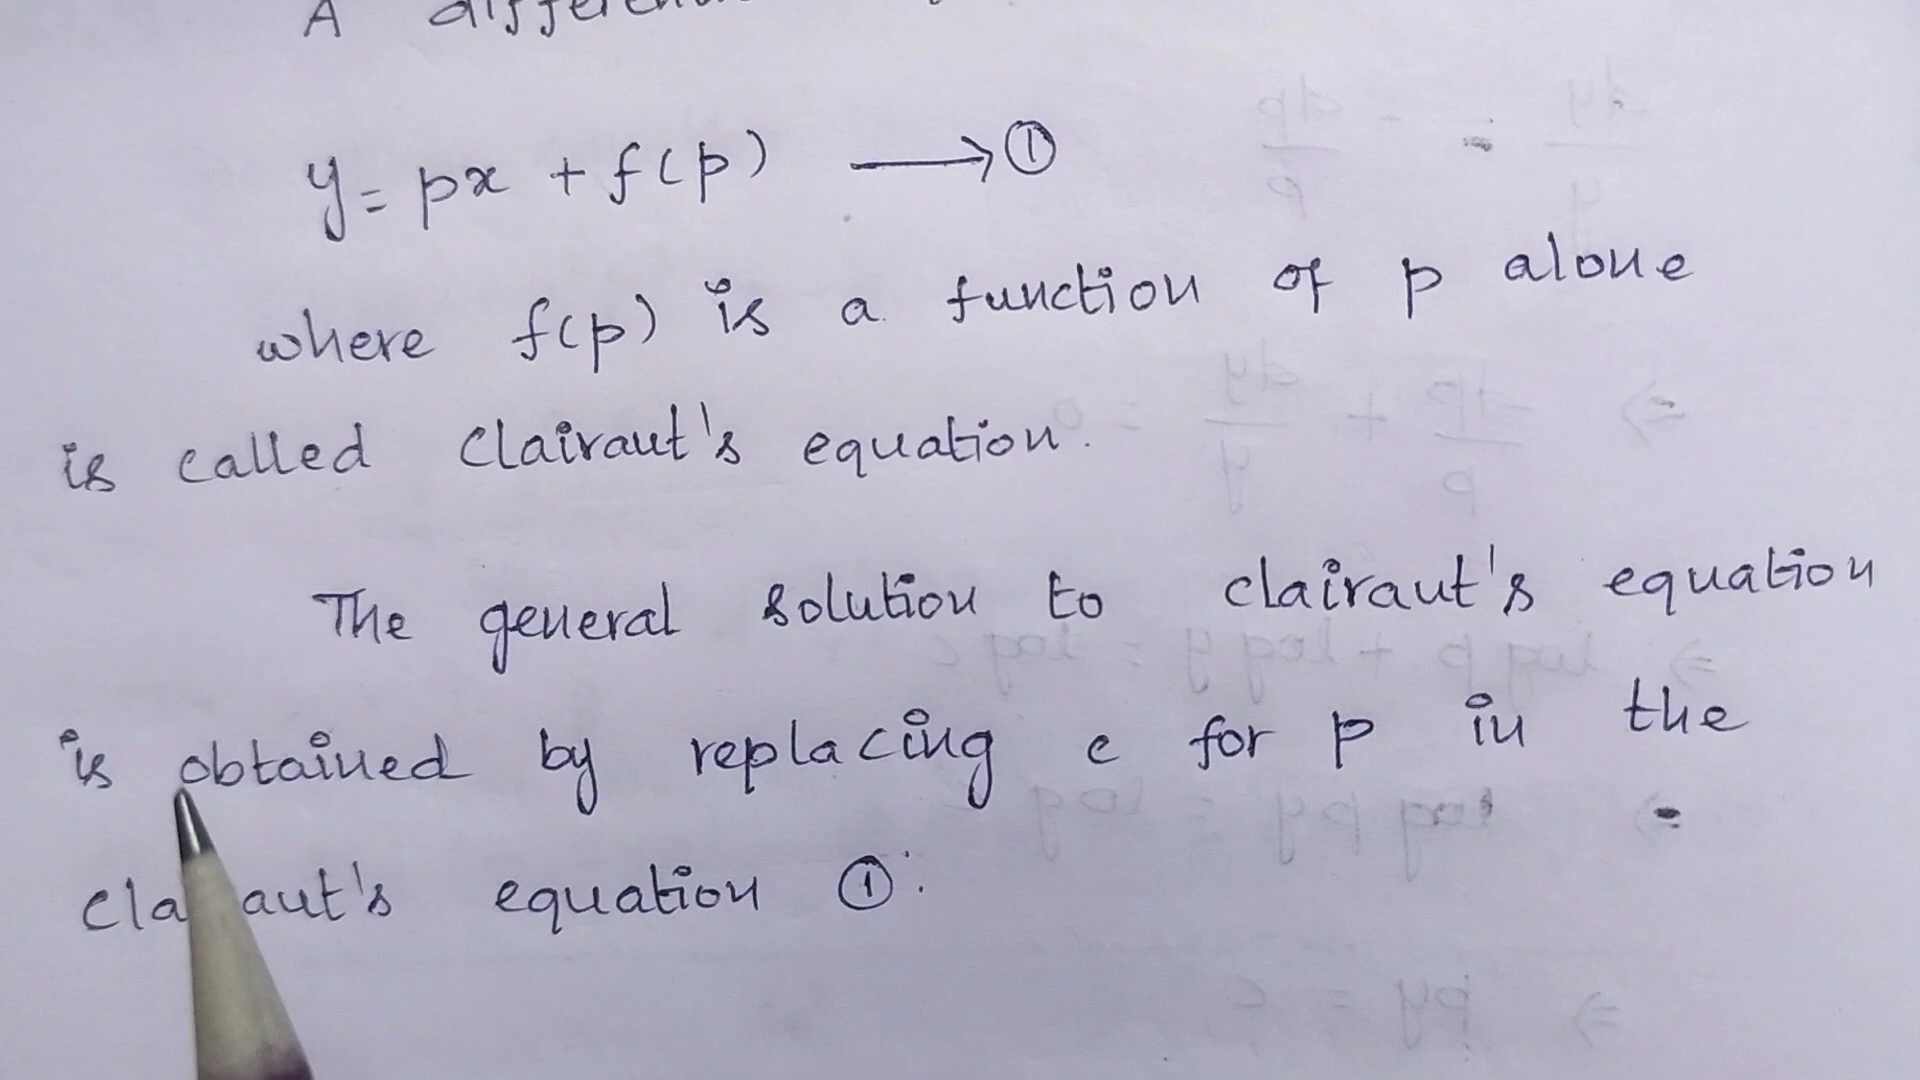 A
y = px + f(p) ⟶ ①
where f(p) is a function of p alone
is called Clairaut's equation.
The general solution to clairaut's equation
is obtained by replacing c for p in the
equation ①.